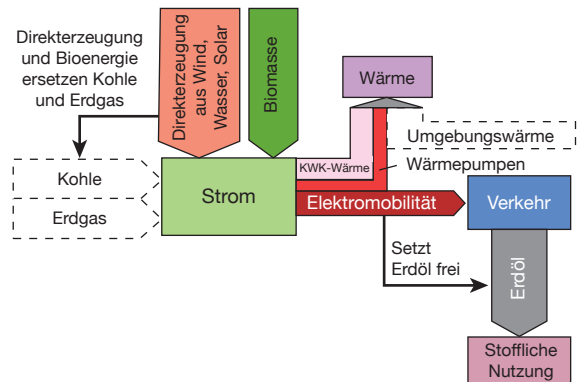 Direkterzeugung
und Bioenergie
ersetzen Kohle
und Erdgas
Direkterzeugung
aus Wind,
Wasser, Solar
Biomasse
Wärme
Umgebungswärme
KWK-Wärme
Wärmepumpen
Kohle
Erdgas
Strom
Elektromobilität
Verkehr
Setzt
Erdöl frei
Erdöl
Stoffliche
Nutzung